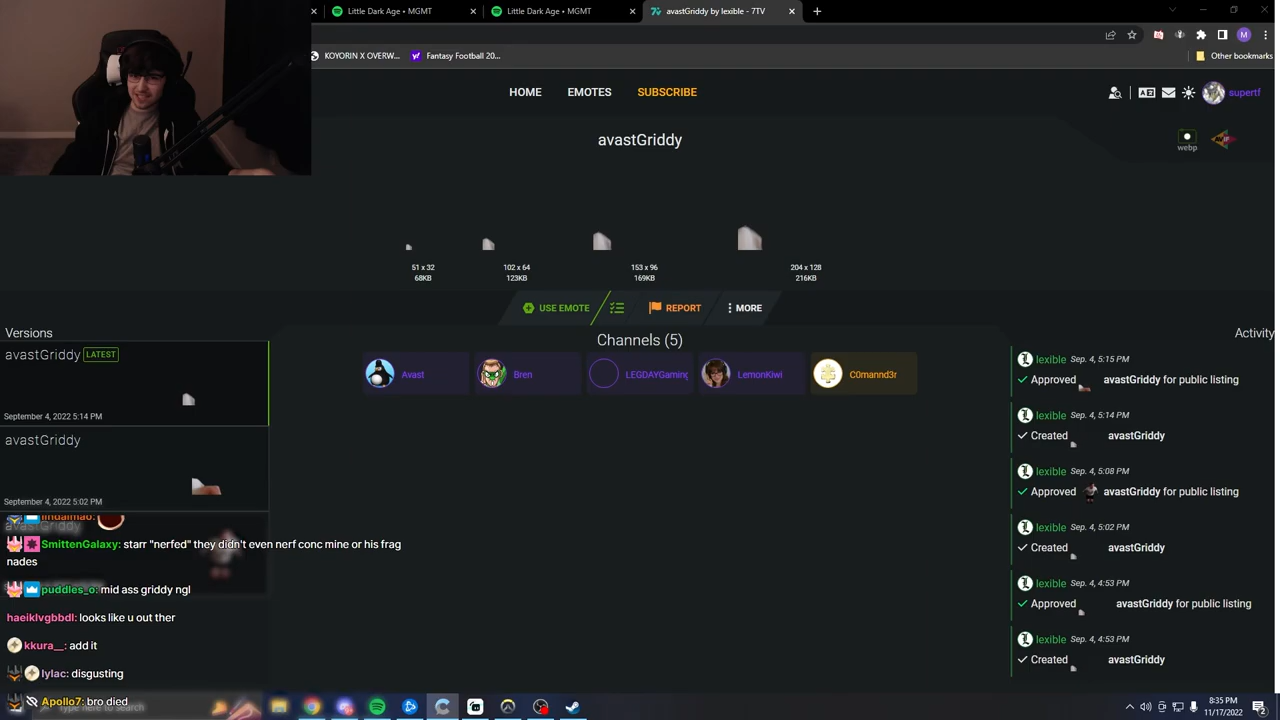 Little Dark Age • MGMT
Little Dark Age • MGMT
avastGriddy by lexible - 7TV
KOYORIN X OVERW...
Fantasy Football 20...
Other bookmarks
M
HOME
EMOTES
SUBSCRIBE
supertf
avastGriddy
webp
51 x 32
68KB
102 x 64
123KB
153 x 96
169KB
204 x 128
216KB
USE EMOTE
REPORT
MORE
Versions
avastGriddy LATEST
September 4, 2022 5:14 PM
avastGriddy
September 4, 2022 5:02 PM
avastGriddy
Channels (5)
Avast
Bren
LEGDAYGaming
LemonKiwi
C0mannd3r
Activity
lexible Sep. 4, 5:15 PM
Approved avastGriddy for public listing
lexible Sep. 4, 5:14 PM
Created avastGriddy
lexible Sep. 4, 5:08 PM
Approved avastGriddy for public listing
lexible Sep. 4, 5:02 PM
Created avastGriddy
lexible Sep. 4, 4:53 PM
Approved avastGriddy for public listing
lexible Sep. 4, 4:53 PM
Created avastGriddy
SmittenGalaxy: starr "nerfed" they didn't even nerf conc mine or his frag
nades
puddles_o: mid ass griddy ngl
haeiklvgbbdl: looks like u out ther
kkura__: add it
lylac: disgusting
Apollo7: bro died
Type here to search
8:35 PM
11/17/2022
2